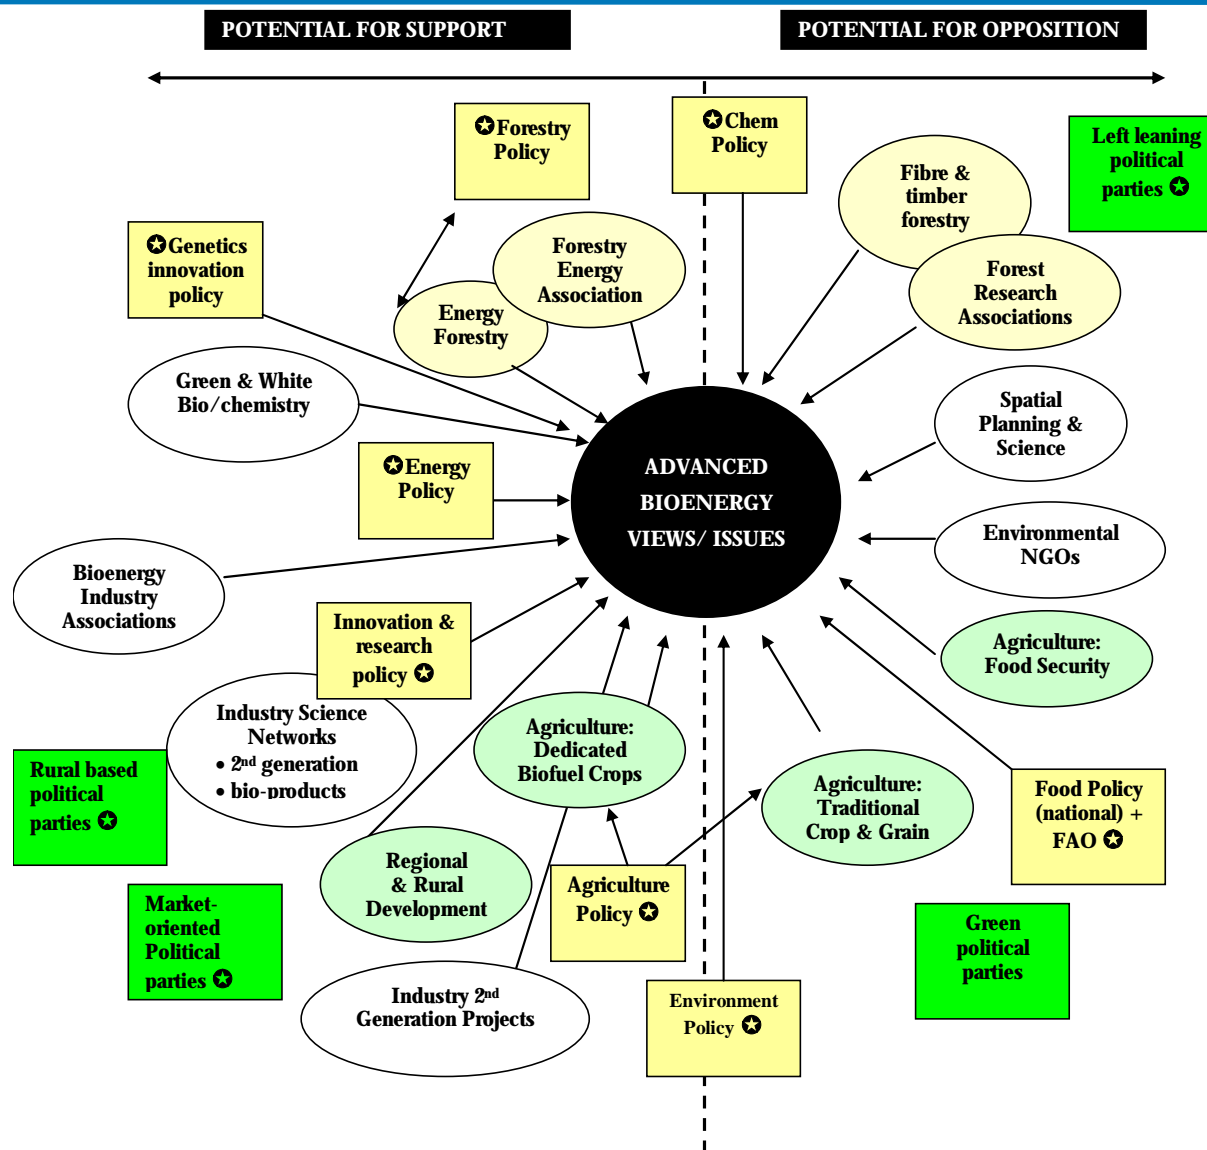 POTENTIAL FOR SUPPORT
POTENTIAL FOR OPPOSITION
✪Forestry
Policy
✪Chem
Policy
Left leaning
political
parties ✪
Fibre &
timber
forestry
✪Genetics
innovation
policy
Forestry
Energy
Association
Forest
Research
Associations
Energy
Forestry
Green & White
Bio/chemistry
Spatial
Planning &
Science
✪Energy
Policy
ADVANCED
BIOENERGY
VIEWS/ ISSUES
Environmental
NGOs
Bioenergy
Industry
Associations
Innovation &
research
policy ✪
Agriculture:
Food Security
Industry Science
Networks
• 2nd generation
• bio-products
Agriculture:
Dedicated
Biofuel Crops
Rural based
political
parties ✪
Agriculture:
Traditional
Crop & Grain
Food Policy
(national) +
FAO ✪
Regional
& Rural
Development
Agriculture
Policy ✪
Market-
oriented
Political
parties ✪
Green
political
parties
Industry 2nd
Generation Projects
Environment
Policy ✪